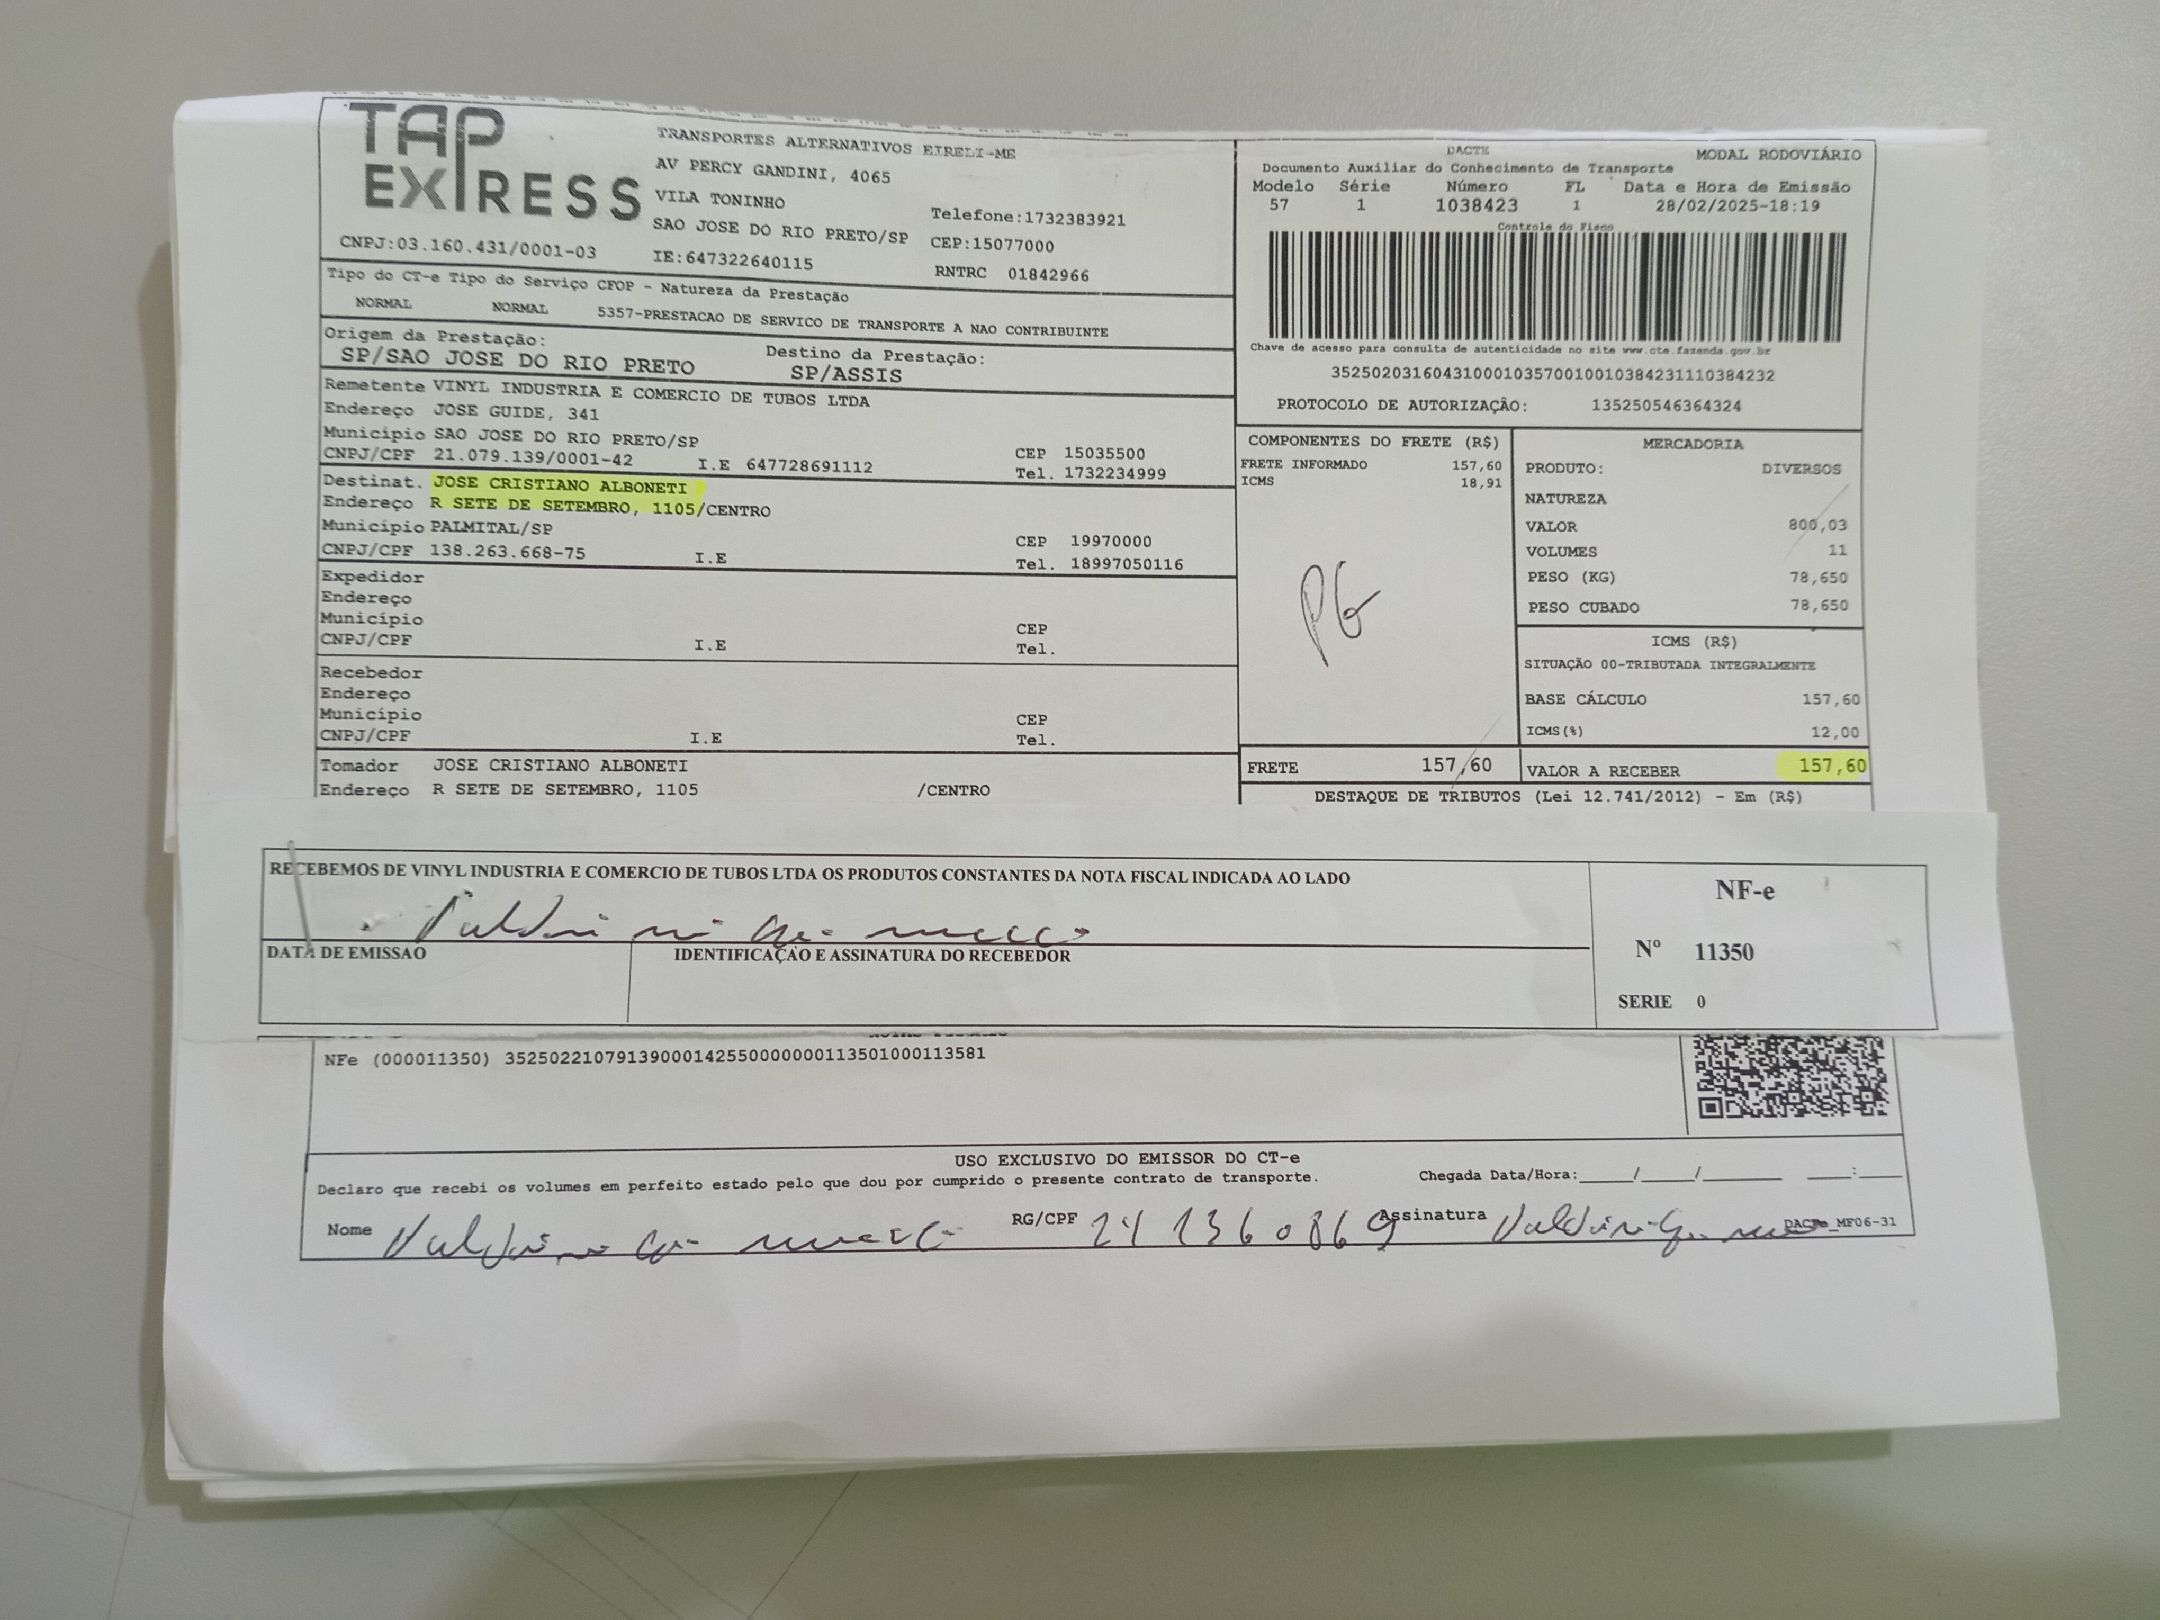 TAP EXPRESS
TRANSPORTES ALTERNATIVOS EIRELI-ME
AV PERCY GANDINI, 4065
VILA TONINHO
SAO JOSE DO RIO PRETO/SP
Telefone:1732383921
CEP:15077000
CNPJ:03.160.431/0001-03
IE:647322640115
RNTRC 01842966
Tipo do CT-e Tipo do Serviço CFOP - Natureza da Prestação
NORMAL NORMAL 5357-PRESTACAO DE SERVICO DE TRANSPORTE A NAO CONTRIBUINTE
Origem da Prestação:
SP/SAO JOSE DO RIO PRETO
Destino da Prestação:
SP/ASSIS
Remetente VINYL INDUSTRIA E COMERCIO DE TUBOS LTDA
Endereço JOSE GUIDE, 341
Município SAO JOSE DO RIO PRETO/SP CEP 15035500
CNPJ/CPF 21.079.139/0001-42 I.E 647728691112 Tel. 1732234999
Destinat. JOSE CRISTIANO ALBONETI
Endereço R SETE DE SETEMBRO, 1105/CENTRO
Município PALMITAL/SP CEP 19970000
CNPJ/CPF 138.263.668-75 I.E Tel. 18997050116
Expedidor
Endereço
Município CEP
CNPJ/CPF I.E Tel.
Recebedor
Endereço
Município CEP
CNPJ/CPF I.E Tel.
Tomador JOSE CRISTIANO ALBONETI
Endereço R SETE DE SETEMBRO, 1105 /CENTRO
DACTE MODAL RODOVIÁRIO
Documento Auxiliar do Conhecimento de Transporte
Modelo Série Número FL Data e Hora de Emissão
57 1 1038423 1 28/02/2025-18:19
Controle do Fisco
Chave de acesso para consulta de autenticidade no site www.cte.fazenda.gov.br
35250203160431000103570010010384231110384232
PROTOCOLO DE AUTORIZAÇÃO: 135250546364324
COMPONENTES DO FRETE (R$)
FRETE INFORMADO 157,60
ICMS 18,91
PG
FRETE 157,60
MERCADORIA
PRODUTO: DIVERSOS
NATUREZA
VALOR 800,03
VOLUMES 11
PESO (KG) 78,650
PESO CUBADO 78,650
ICMS (R$)
SITUAÇÃO 00-TRIBUTADA INTEGRALMENTE
BASE CÁLCULO 157,60
ICMS(%) 12,00
VALOR A RECEBER 157,60
DESTAQUE DE TRIBUTOS (Lei 12.741/2012) - Em (R$)
RECEBEMOS DE VINYL INDUSTRIA E COMERCIO DE TUBOS LTDA OS PRODUTOS CONSTANTES DA NOTA FISCAL INDICADA AO LADO
DATA DE EMISSAO IDENTIFICAÇÃO E ASSINATURA DO RECEBEDOR
NF-e
Nº 11350
SERIE 0
NFe (000011350) 35250221079139000142550000000113501000113581
USO EXCLUSIVO DO EMISSOR DO CT-e
Declaro que recebi os volumes em perfeito estado pelo que dou por cumprido o presente contrato de transporte. Chegada Data/Hora:____/____/______ ___:___
Nome RG/CPF Assinatura
DACTe_MF06-31